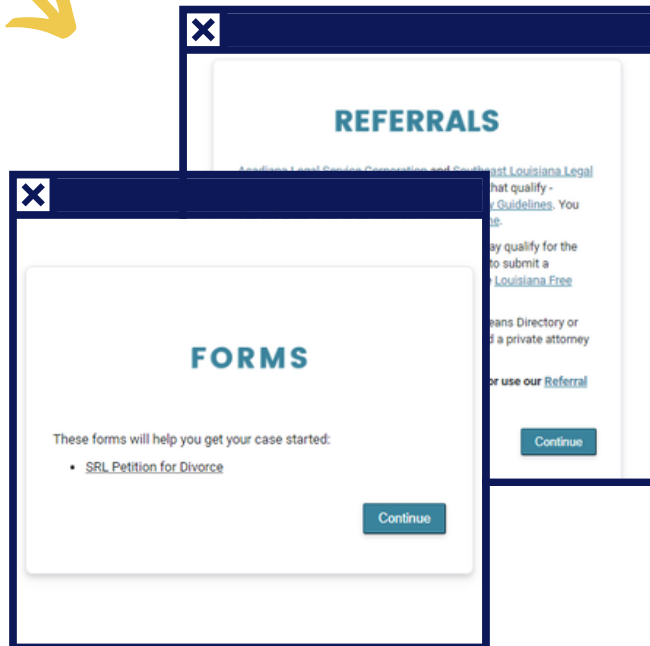 REFERRALS
Acadiana Legal Service Corporation and Southeast Louisiana Legal
that qualify -
Guidelines. You
ay qualify for the
to submit a
Louisiana Free
eans Directory or
a private attorney
or use our Referral
Continue
FORMS
These forms will help you get your case started:
• SRL Petition for Divorce
Continue